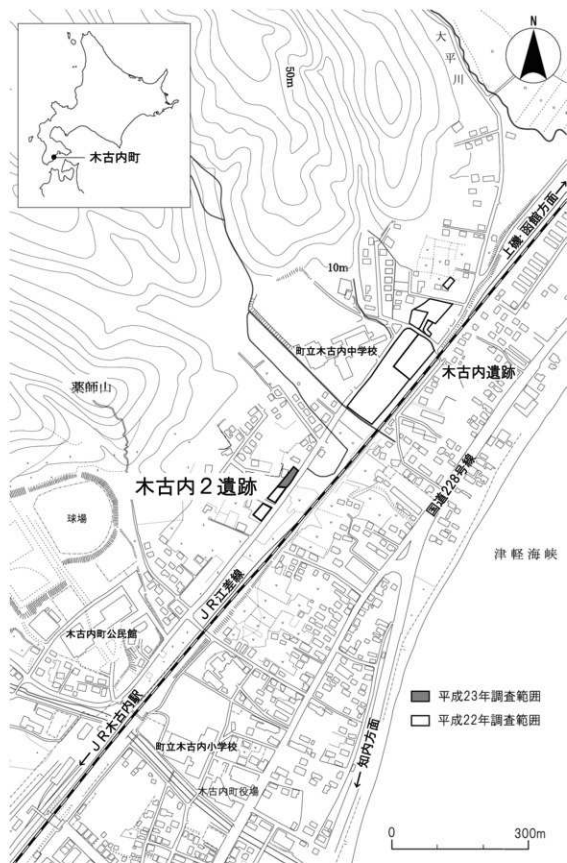 N
木古内町
50m
大平川
上磯・函館方面
10m
町立木古内中学校
木古内遺跡
薬師山
国道228号線
木古内2遺跡
球場
津軽海峡
JR江差線
木古内町公民館
平成23年調査範囲
平成22年調査範囲
←JR木古内駅
町立木古内小学校
←知内方面
木古内町役場
0 300m